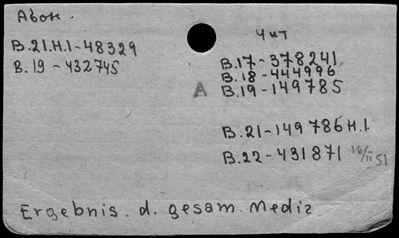 Абон.
B.21.H.1-48329
B.19-432745
Чит
B.17-378241
B.18-444996
A B.19-149785
B.21-149786 H.1.
B.22-431871 16/II 51
Ergebnis. d. gesam. Mediz